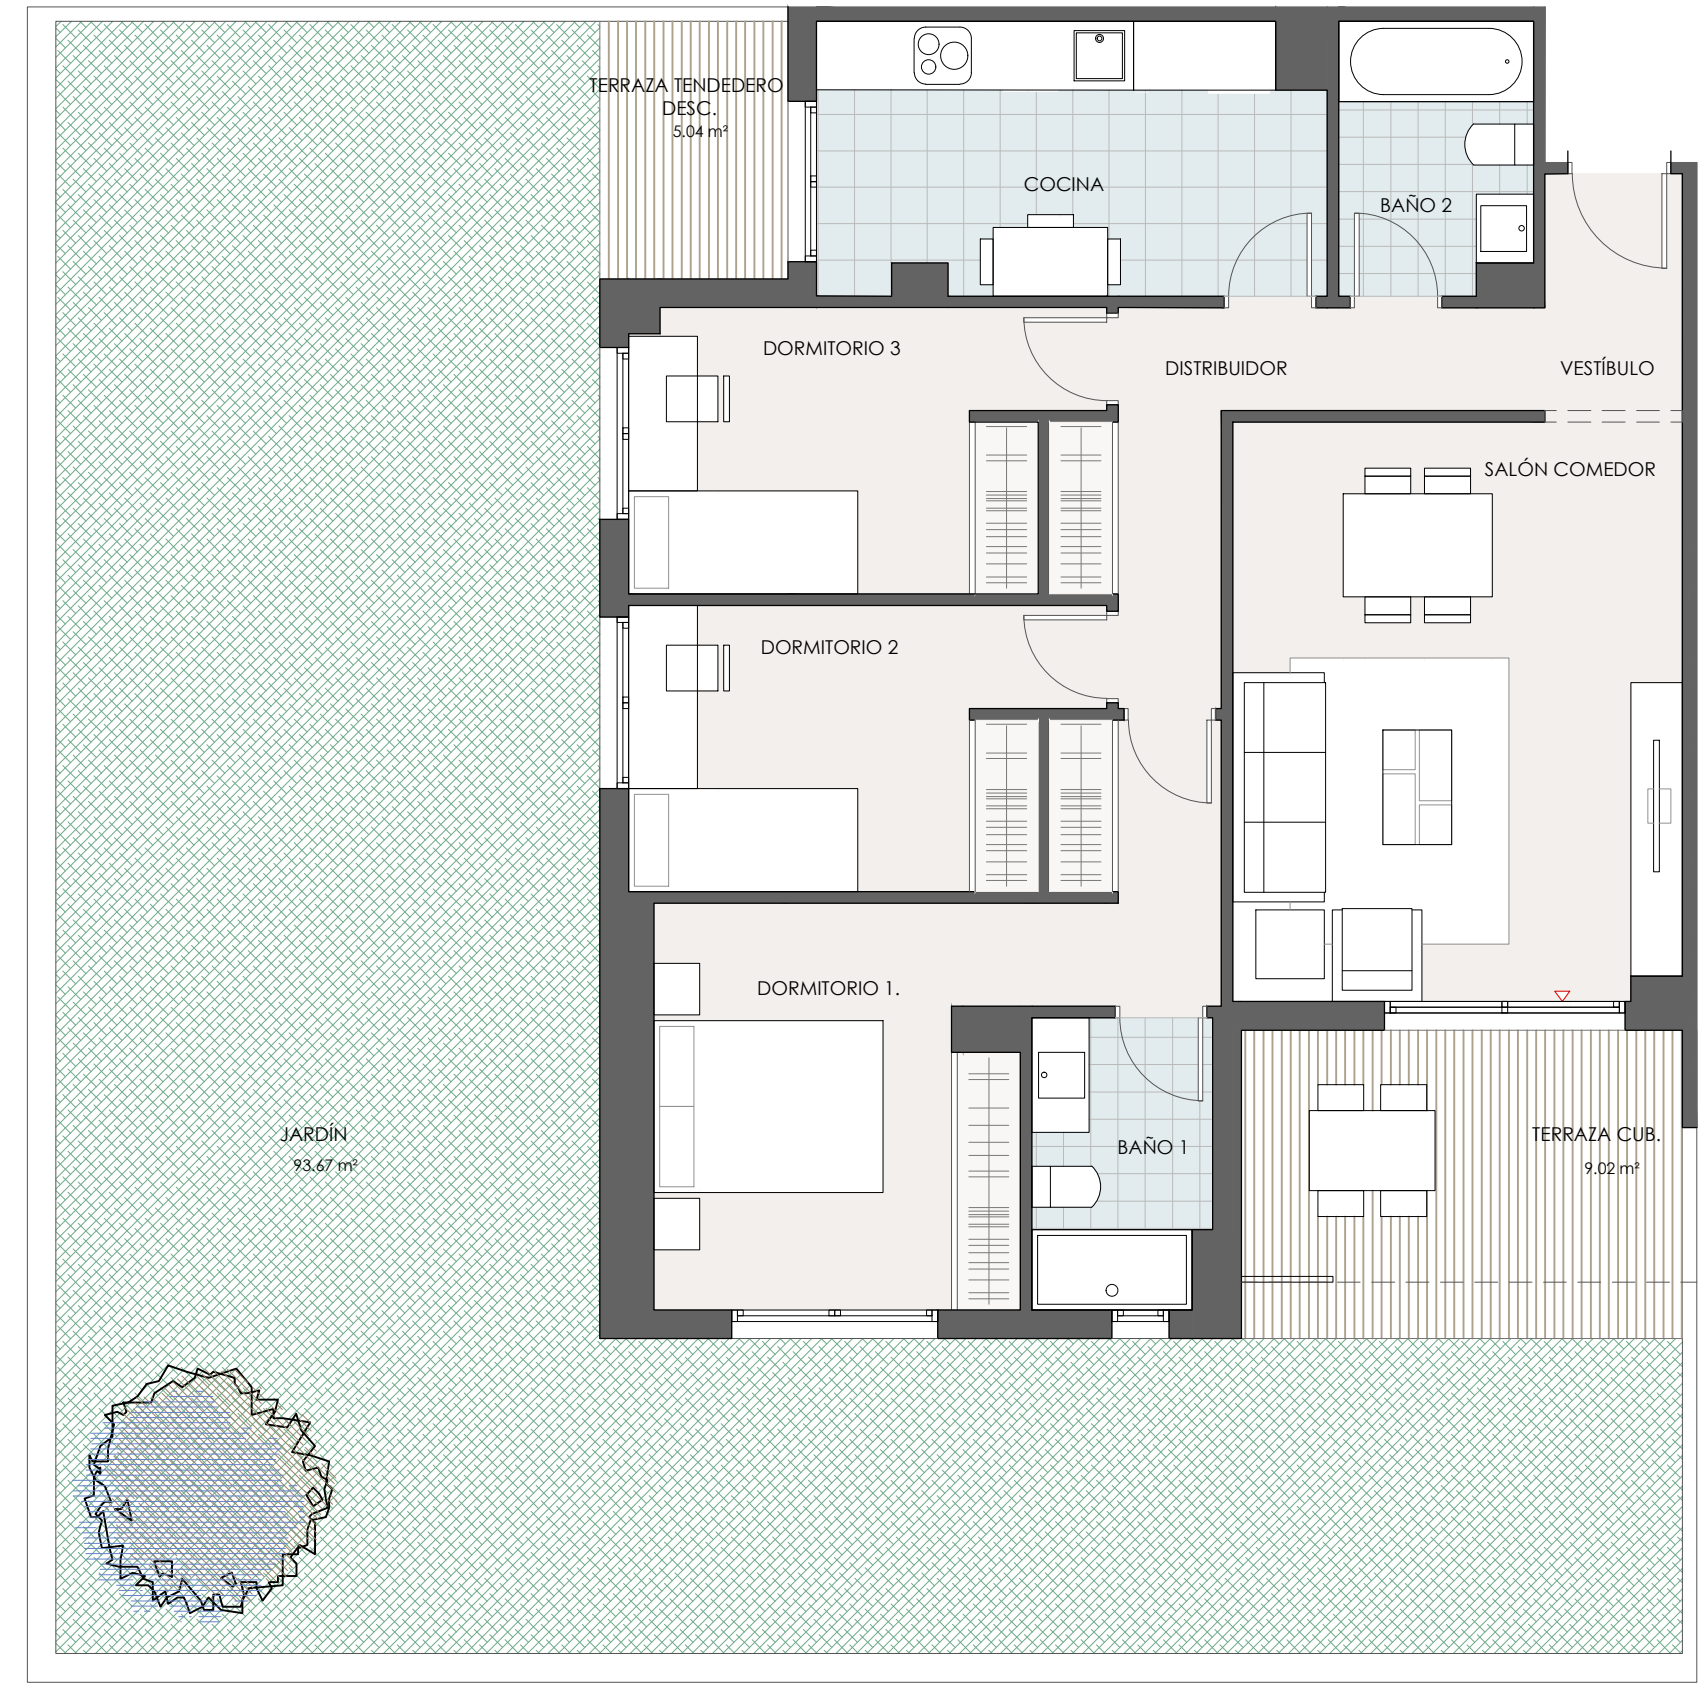 TERRAZA TENDEDERO
DESC.
5.04 m²
COCINA
BAÑO 2
DORMITORIO 3
DISTRIBUIDOR
VESTÍBULO
SALÓN COMEDOR
DORMITORIO 2
DORMITORIO 1.
JARDÍN
93.67 m²
BAÑO 1
TERRAZA CUB.
9.02 m²